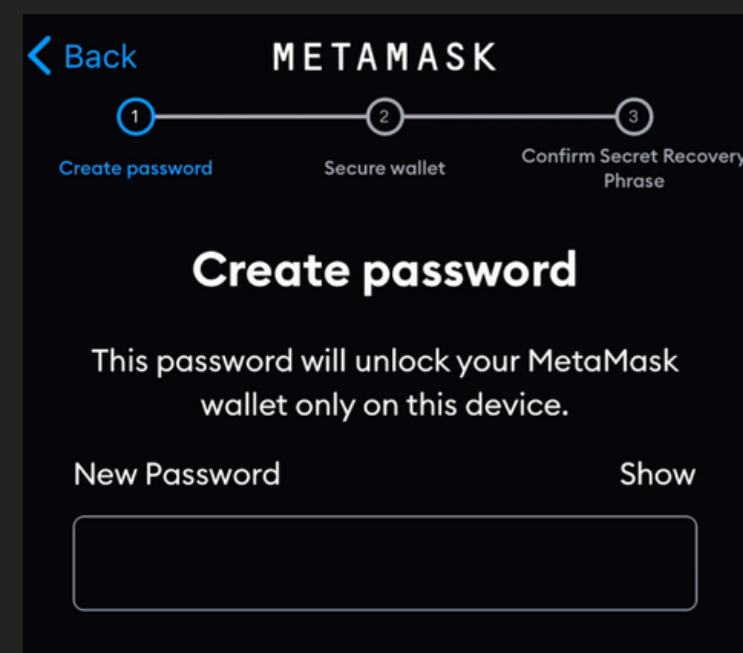 Back
METAMASK
1
2
3
Create password
Secure wallet
Confirm Secret Recovery
Phrase
Create password
This password will unlock your MetaMask
wallet only on this device.
New Password
Show